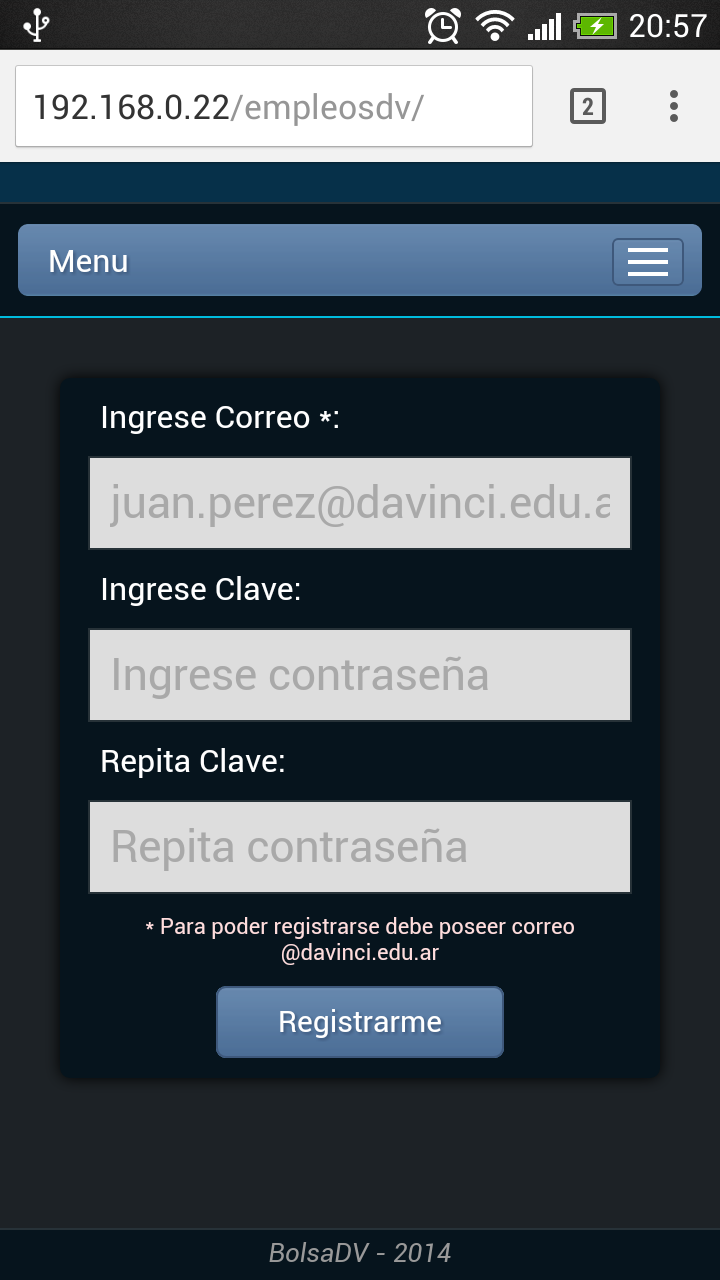 20:57
192.168.0.22/empleosdv/
2
Menu
Ingrese Correo *:
juan.perez@davinci.edu.a
Ingrese Clave:
Ingrese contraseña
Repita Clave:
Repita contraseña
* Para poder registrarse debe poseer correo
@davinci.edu.ar
Registrarme
BolsaDV - 2014